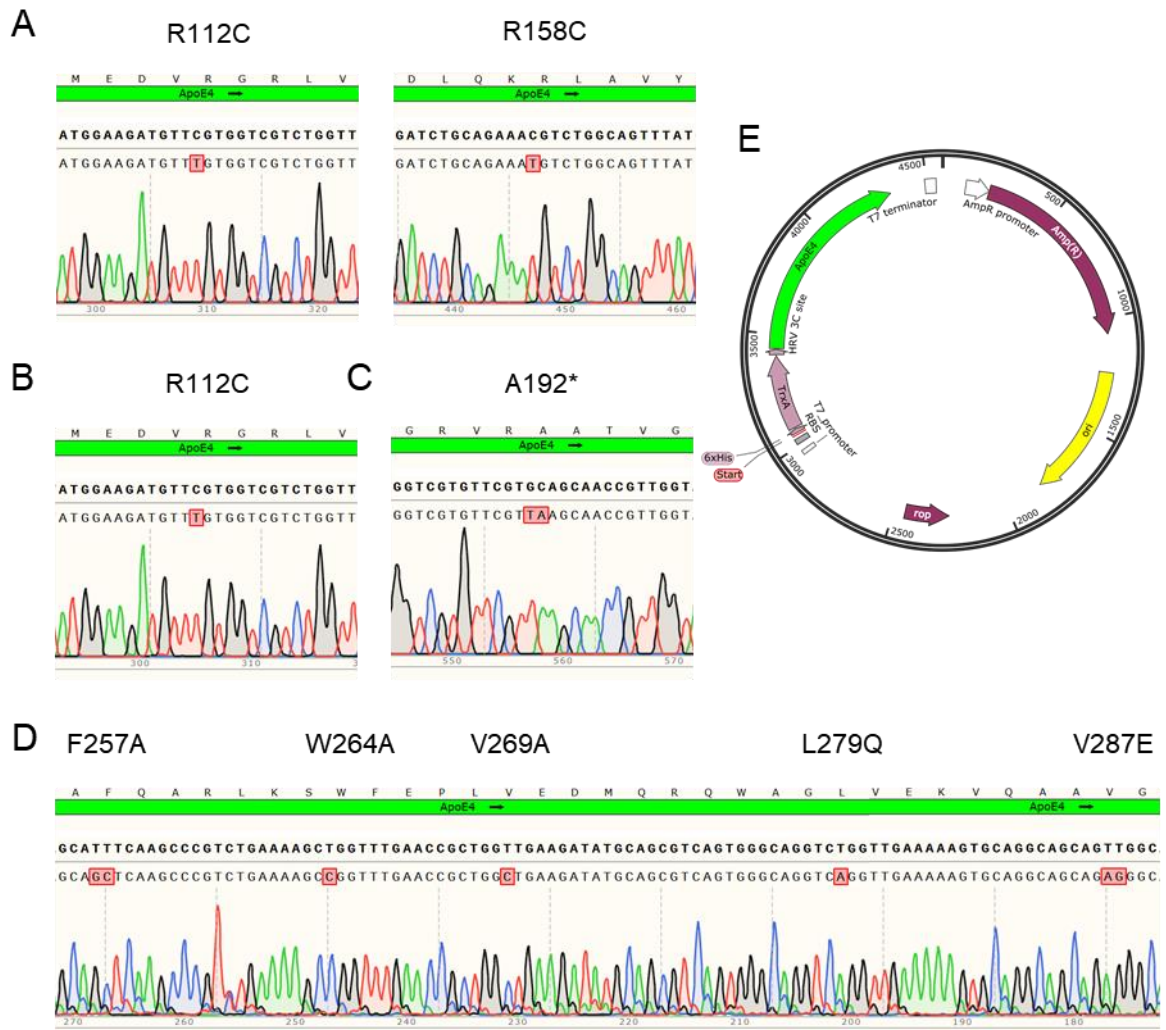 A
R112C
R158C
M E D V R G R L V
ApoE4
ATGGAAGATGTTCGTGGTCGTCTGGTT
ATGGAAGATGTTTGTGGTCGTCTGGTT
300 310 320
D L Q K R L A V Y
ApoE4
GATCTGCAGAAACGTCTGGCAGTTTAT
GATCTGCAGAAATGTCTGGCAGTTTAT
440 450 460
B
R112C
M E D V R G R L V
ApoE4
ATGGAAGATGTTCGTGGTCGTCTGGTT
ATGGAAGATGTTTGTGGTCGTCTGGTT
300 310 3
C
A192*
G R V R A A T V G
ApoE4
GGTCGTGTTCGTGCAGCAACCGTTGGT
GGTCGTGTTCGTTAAGCAACCGTTGGT
550 560 570
D
F257A
W264A
V269A
L279Q
V287E
A F Q A R L K S W F E P L V E D M Q R Q W A G L V E K V Q A A V G
ApoE4
ApoE4
GCATTTCAAGCCCGTCTGAAAAGCTGGTTTGAACCGCTGGTTGAAGATATGCAGCGTCAGTGGGCAGGTCTGGTTGAAAAAGTGCAGGCAGCAGTTGGC
GCAGCTCAAGCCCGTCTGAAAAGCCGGTTTGAACCGCTGGCTGAAGATATGCAGCGTCAGTGGGCAGGTCAGGTTGAAAAAGTGCAGGCAGCAGAGGGC
270 260 250 240 230 220 210 200 190 180
E
4500
T7 terminator
AmpR promoter
500
Amp(R)
1000
ori
1500
2000
rop
2500
3000
Start
6xHis
T7_promoter
RBS
TrxA
HRV 3C site
3500
ApoE4
4000